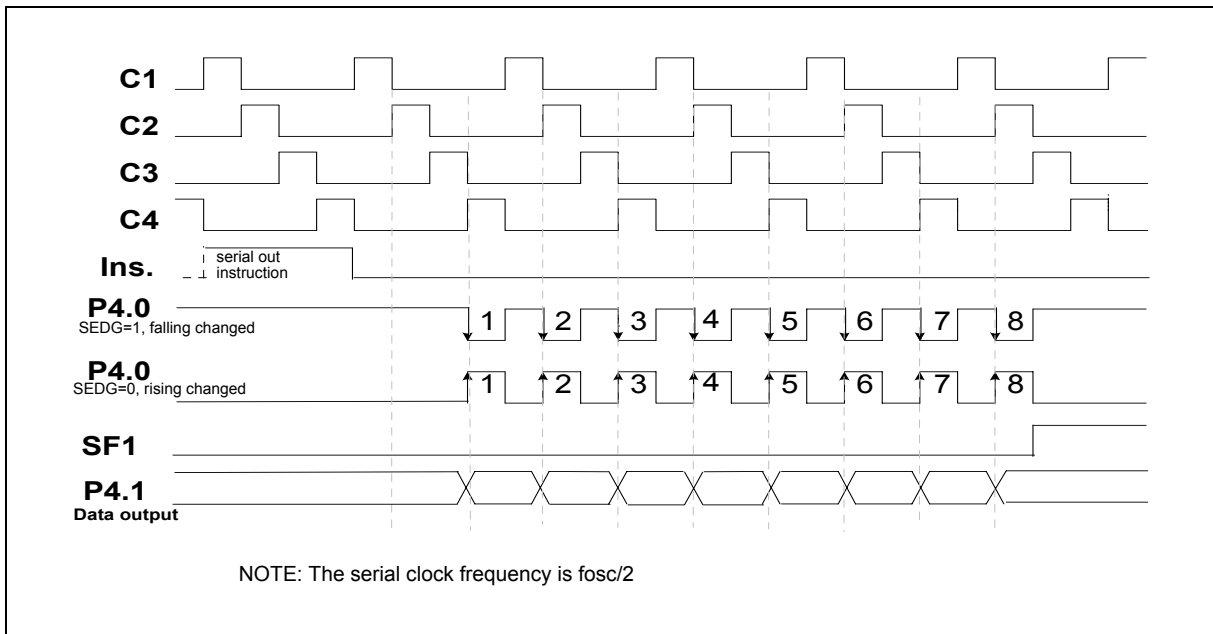 C1
C2
C3
C4
Ins.
serial out
instruction
P4.0
SEDG=1, falling changed
1 2 3 4 5 6 7 8
P4.0
SEDG=0, rising changed
1 2 3 4 5 6 7 8
SF1
P4.1
Data output
NOTE: The serial clock frequency is fosc/2